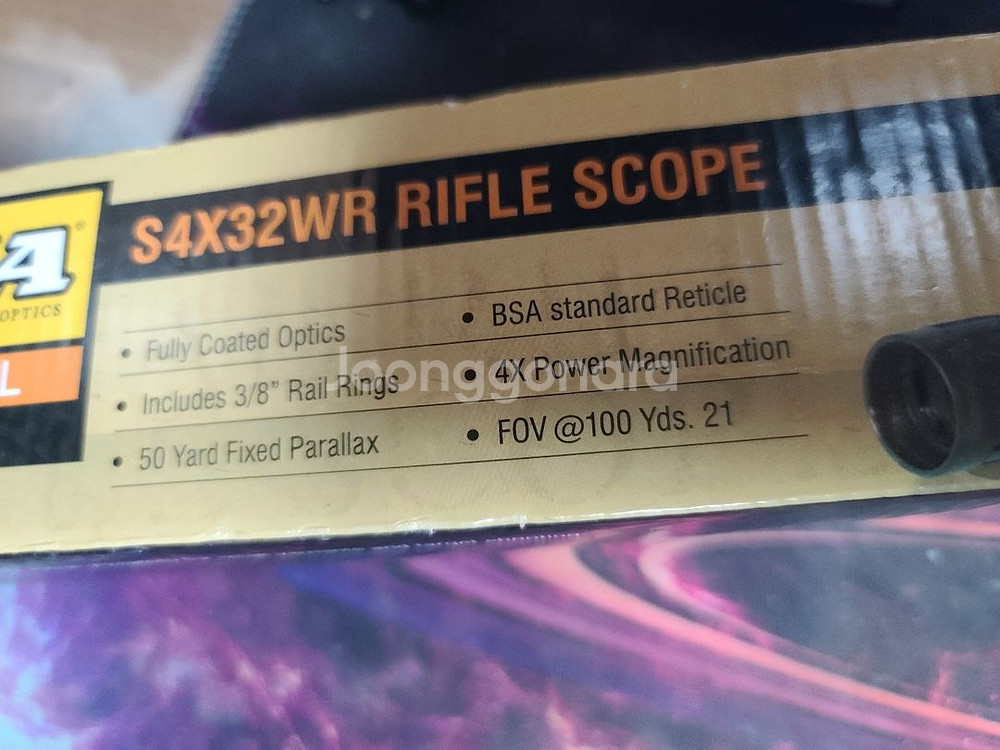 A®
OPTICS
L
S4X32WR RIFLE SCOPE
• Fully Coated Optics
• Includes 3/8” Rail Rings
• 50 Yard Fixed Parallax
• BSA standard Reticle
• 4X Power Magnification
• FOV @100 Yds. 21
Joonggonara